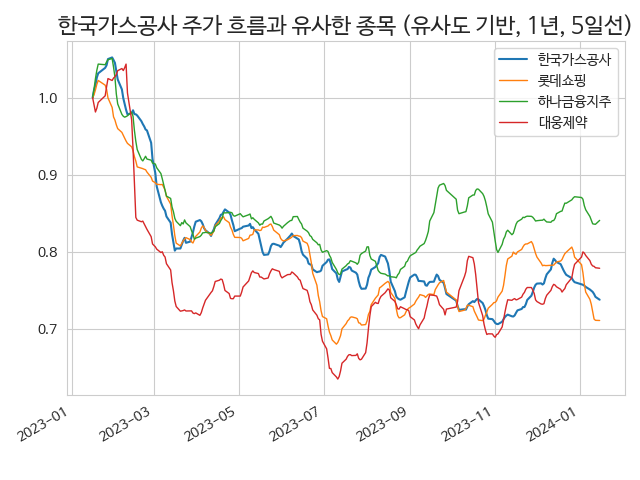 한국가스공사 주가 흐름과 유사한 종목 (유사도 기반, 1년, 5일선)
한국가스공사
롯데쇼핑
하나금융지주
대웅제약
1.0
0.9
0.8
0.7
2023-01
2023-03
2023-05
2023-07
2023-09
2023-11
2024-01